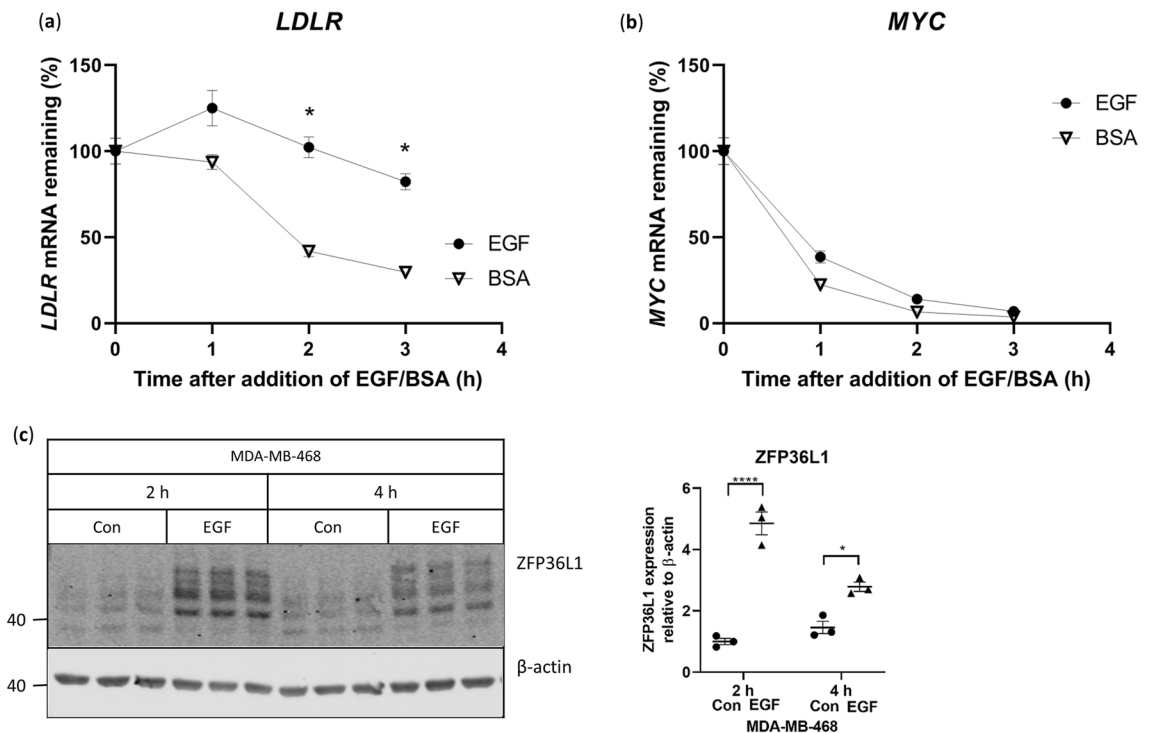 (a)
LDLR
LDLR mRNA remaining (%)
150
100
50
0
*
*
EGF
BSA
0 1 2 3 4
Time after addition of EGF/BSA (h)
(b)
MYC
MYC mRNA remaining (%)
150
100
50
0
EGF
BSA
0 1 2 3 4
Time after addition of EGF/BSA (h)
(c)
MDA-MB-468
2 h 4 h
Con EGF Con EGF
ZFP36L1
40
β-actin
40
ZFP36L1
ZFP36L1 expression
relative to β-actin
6
4
2
0
****
*
2 h 4 h
Con EGF Con EGF
MDA-MB-468